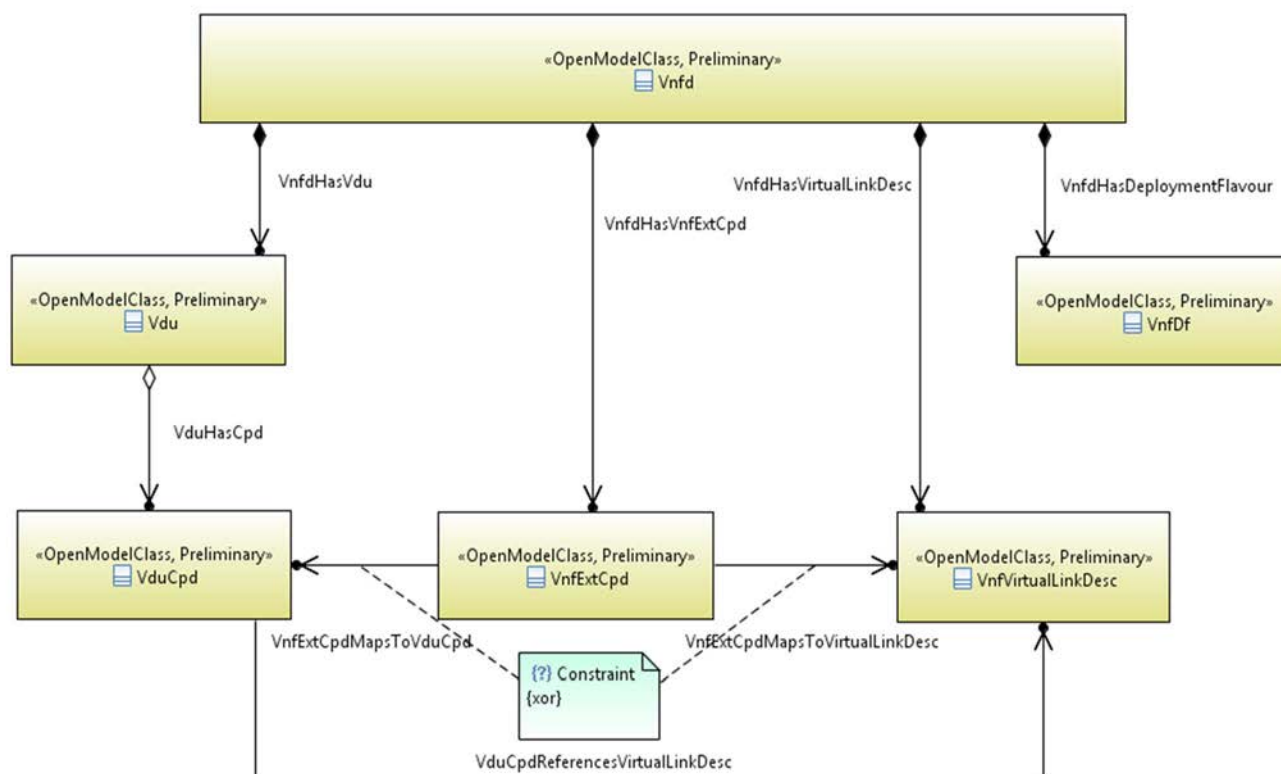 «OpenModelClass, Preliminary»
Vnfd
VnfdHasVdu
VnfdHasVirtualLinkDesc
VnfdHasDeploymentFlavour
VnfdHasVnfExtCpd
«OpenModelClass, Preliminary»
Vdu
«OpenModelClass, Preliminary»
VnfDf
VduHasCpd
«OpenModelClass, Preliminary»
VduCpd
«OpenModelClass, Preliminary»
VnfExtCpd
«OpenModelClass, Preliminary»
VnfVirtualLinkDesc
VnfExtCpdMapsToVduCpd
VnfExtCpdMapsToVirtualLinkDesc
{?} Constraint
{xor}
VduCpdReferencesVirtualLinkDesc